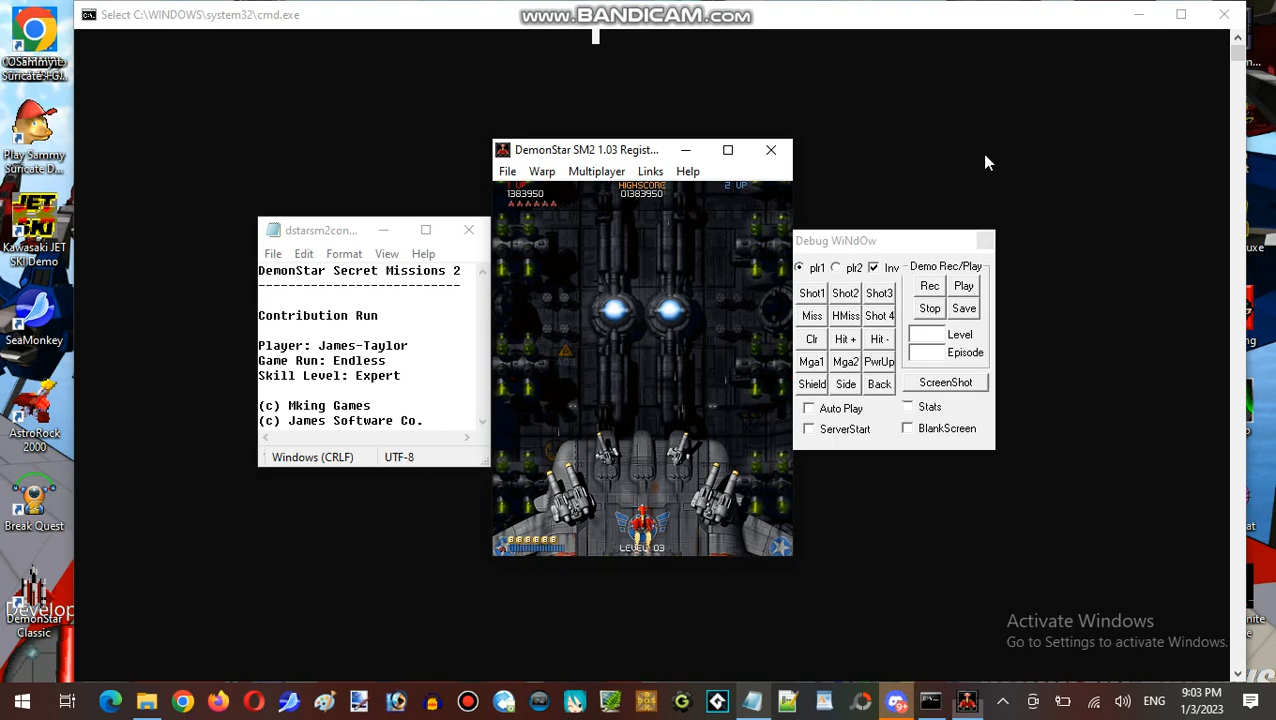 Select C:\WINDOWS\system32\cmd.exe
www.BANDICAM.com
Play Sammy
Suricate D...
JET
SKI
Kawasaki JET
SKI Demo
SeaMonkey
AstroRock
2000
Break Quest
Develop
DemonStar
Classic
dstarsm2con...
File Edit Format View Help
DemonStar Secret Missions 2
---------------------------
Contribution Run
Player: James-Taylor
Game Run: Endless
Skill Level: Expert
(c) Mking Games
(c) James Software Co.
Windows (CRLF) UTF-8
DemonStar SM2 1.03 Regist...
File Warp Multiplayer Links Help
1 UP HIGHSCORE 2 UP
1383950 01383950
LEVEL 03
Debug WiNdOw
plr1 plr2 Inv Demo Rec/Play
Shot1 Shot2 Shot3 Rec Play
Miss HMiss Shot 4 Stop Save
Clr Hit + Hit - Level
Mga1 Mga2 PwrUp Episode
Shield Side Back ScreenShot
Auto Play Stats
ServerStart BlankScreen
Activate Windows
Go to Settings to activate Windows.
ENG
9:03 PM
1/3/2023